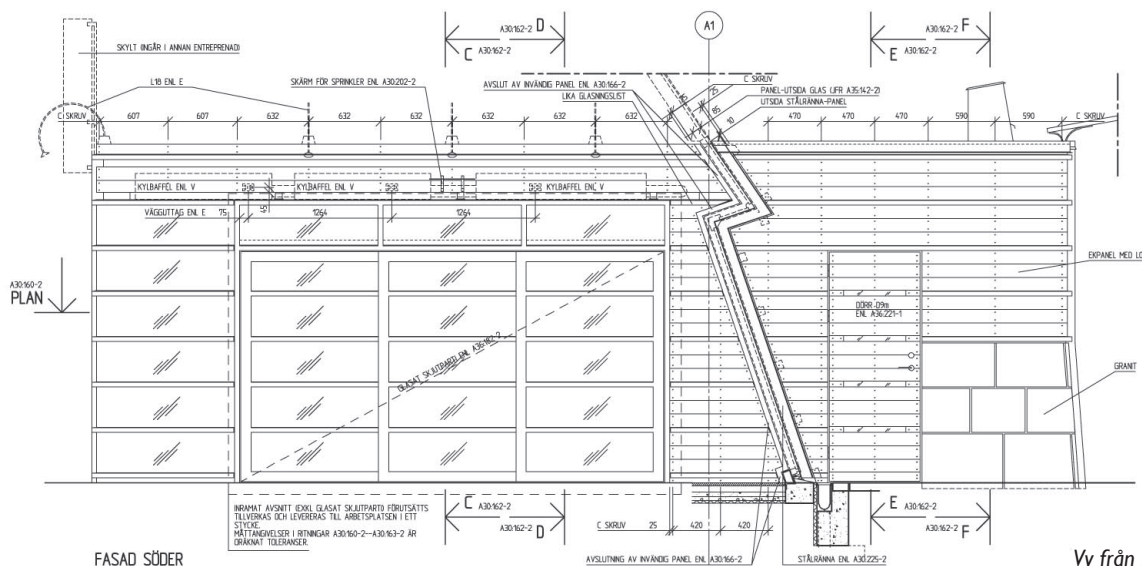 A30:162-2 D
C A30:162-2
A1
A30:162-2 F
E A30:162-2
SKYLT (INGÅR I ANNAN ENTREPRENAD)
L18 ENL E
SKÄRM FÖR SPRINKLER ENL A30:202-2
AVSLUT AV INVÄNDIG PANEL ENL A30:166-2
LIKA GLASNINGSLIST
C SKRUV
PANEL-UTSIDA GLAS (JFR A35:142-2)
UTSIDA STÅLRÄNNA-PANEL
25
85
10
C SKRUV
607
607
632
632
632
632
632
632
470
470
470
590
590
C SKRUV
KYLBAFFEL ENL V
KYLBAFFEL ENL V
KYLBAFFEL ENL V
VÄGGUTTAG ENL E
75
45
1264
1264
A30:160-2
PLAN
EKPANEL MED LO
DÖRR D9m
ENL A36:221-1
GLASAT SKJUTPARTI ENL A36:182-2
GRANIT
INRAMAT AVSNITT (EXKL GLASAT SKJUTPARTI) FÖRUTSÄTTS
TILLVERKAS OCH LEVERERAS TILL ARBETSPLATSEN I ETT
STYCKE.
MÅTTANGIVELSER I RITNINGAR A30:160-2--A30:163-2 ÄR
ORÄKNAT TOLERANSER.
C A30:162-2
A30:162-2 D
C SKRUV
25
420
420
E A30:162-2
A30:162-2 F
AVSLUTNING AV INVÄNDIG PANEL ENL A30:166-2
STÅLRÄNNA ENL A30:225-2
FASAD SÖDER
Vy från